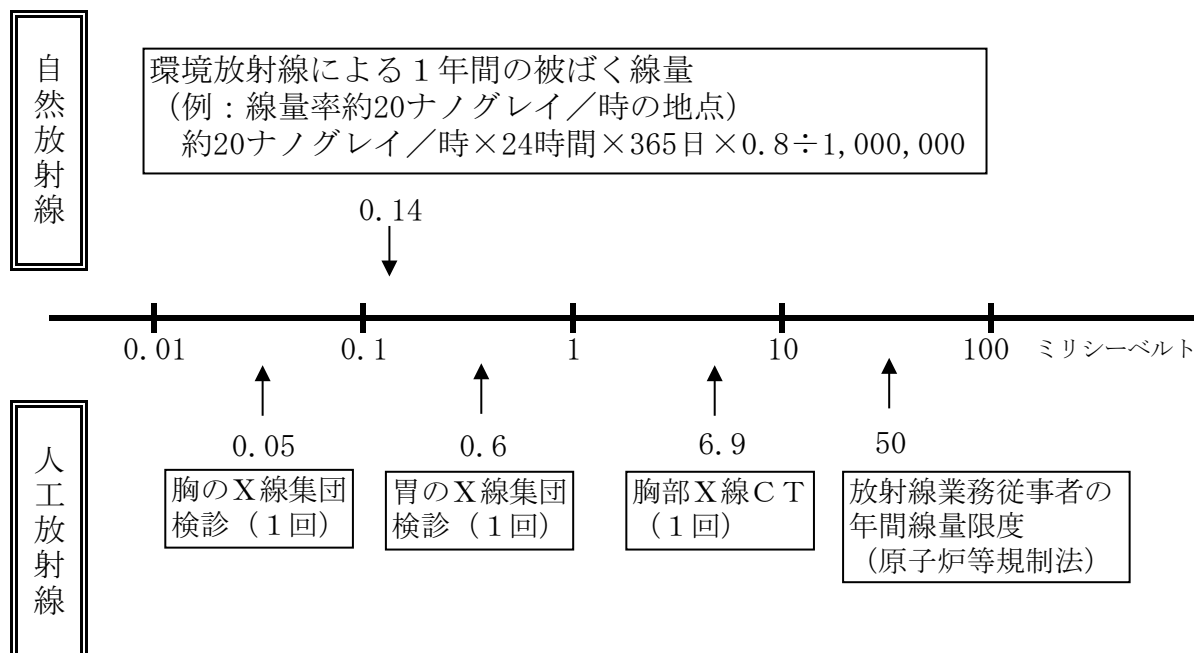 自然放射線
環境放射線による１年間の被ばく線量
（例：線量率約20ナノグレイ／時の地点）
約20ナノグレイ／時×24時間×365日×0.8÷1,000,000
0.14
0.01 0.1 1 10 100 ミリシーベルト
人工放射線
0.05 0.6 6.9 50
胸のＸ線集団
検診（１回）
胃のＸ線集団
検診（１回）
胸部Ｘ線ＣＴ
（１回）
放射線業務従事者の
年間線量限度
（原子炉等規制法）